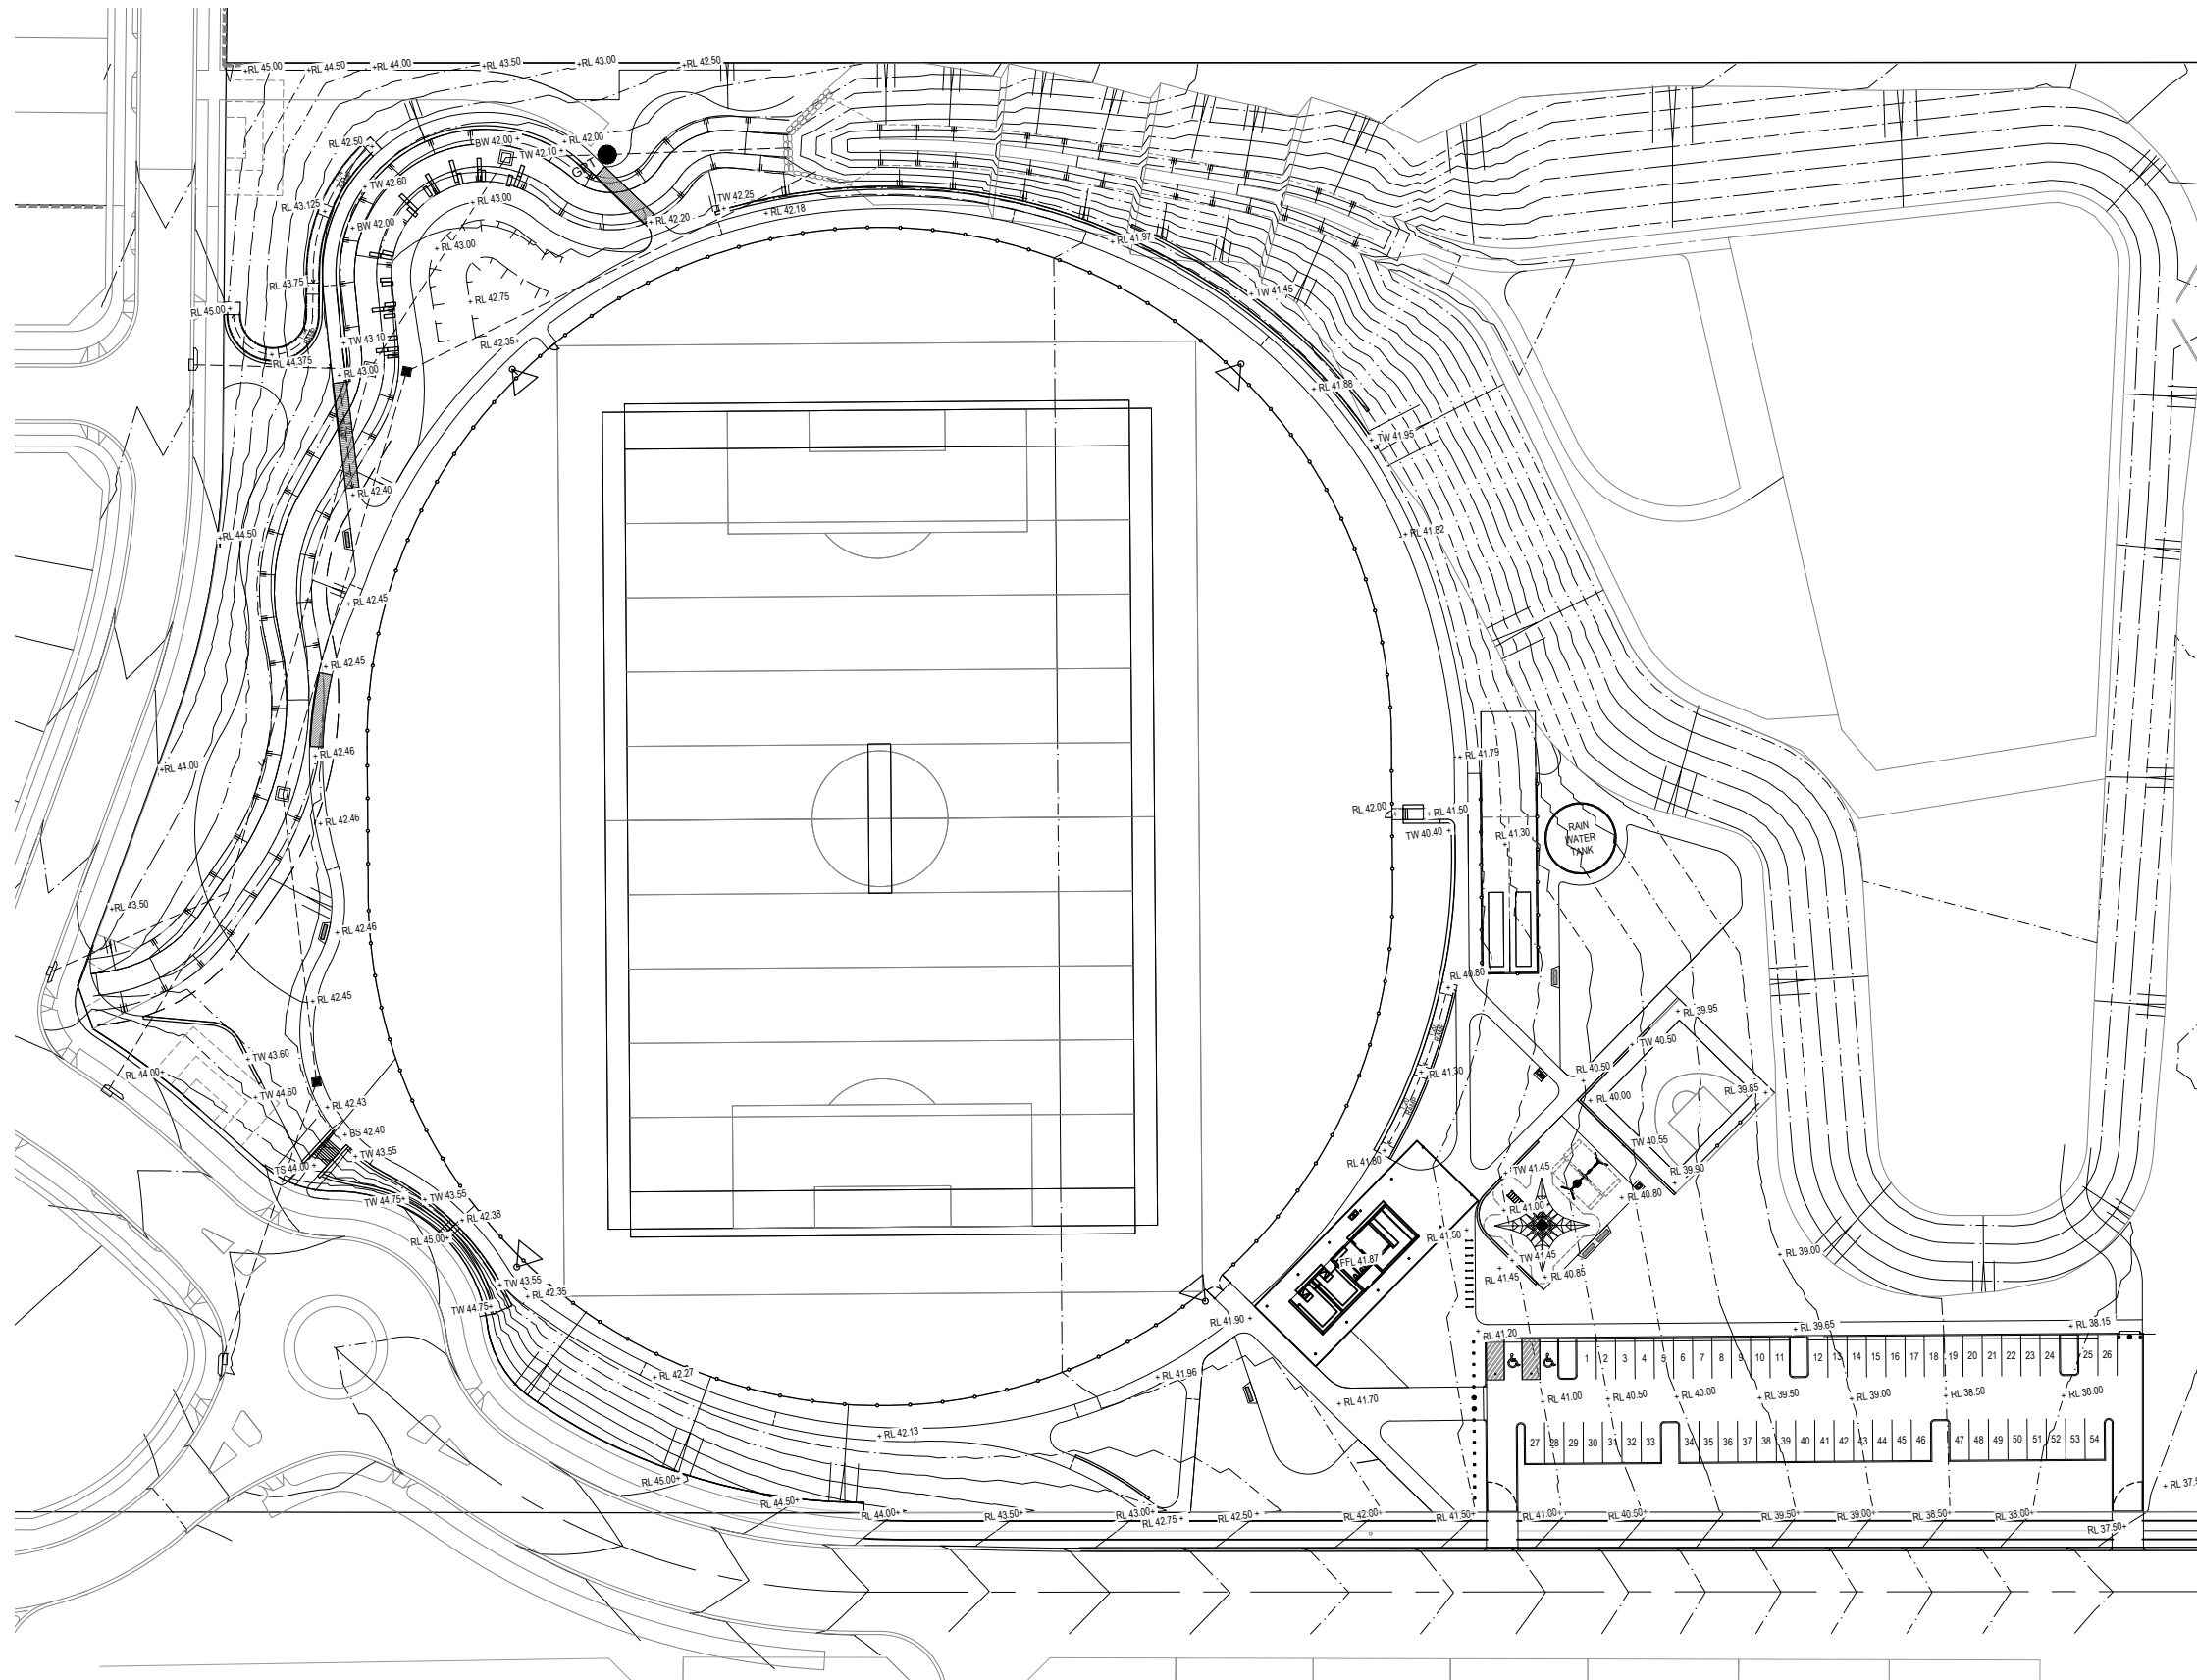 +RL 45.00
+RL 44.50
+RL 44.00
+RL 43.50
+RL 43.00
+RL 42.50
RL 42.50
BW 42.00
+ RL 42.00
TW 42.10 +
GPT
+ TW 42.60
RL 43.125
+ BW 42.00
+ RL 43.00
TW 42.25
+ RL 42.20
+ RL 42.18
+ RL 41.97
+ RL 43.00
RL 43.75
+ RL 42.75
+ TW 41.45
RL 45.00 +
+ TW 43.10
RL 42.35+
RL 44.375
+ RL 43.00
+ RL 41.88
+ TW 41.95
+ RL 42.40
+RL 44.50
+ RL 41.82
+ RL 42.45
+ RL 42.45
+ RL 42.46
+ RL 41.79
+RL 44.00
RL 42.00
+ RL 41.50
+ RL 42.46
TW 40.40 +
RL 41.30
RAIN
WATER
TANK
+RL 43.50
+ RL 42.46
RL 40.80
+ RL 42.45
+ RL 39.95
+ TW 40.50
+ TW 43.60
RL 44.00+
RL 40.50
+ RL 41.30
+ TW 44.60
+ RL 40.00
RL 39.85
+ RL 42.43
RAMP
RAMP
+ BS 42.40
TW 40.55
+ TW 43.55
RL 41.80
TS 44.00 +
TW 41.45
RL 39.90
TW 44.75+
+ TW 43.55
+ RL 40.80
+ RL 41.00
+ RL 42.38
RL 45.00+
RL 41.50 +
FFL 41.87
TW 41.45
+ RL 39.00
RL 41.45
+ RL 40.85
+ TW 43.55
+ RL 42.35
TW 44.75+
RL 41.90 +
+ RL 39.65
+ RL 38.15
RL 41.20
1 2 3 4 5 6 7 8 9 10 11 12 13 14 15 16 17 18 19 20 21 22 23 24 25 26
+ RL 42.27
+ RL 41.96
+ RL 41.70
+ RL 41.00
+ RL 40.50
+ RL 40.00
+ RL 39.50
+ RL 39.00
+ RL 38.50
+ RL 38.00
+ RL 42.13
27 28 29 30 31 32 33 34 35 36 37 38 39 40 41 42 43 44 45 46 47 48 49 50 51 52 53 54
RL 45.00+
RL 44.50+
RL 44.00+
RL 43.50+
RL 43.00+
RL 42.75 +
RL 42.50 +
RL 42.00+
RL 41.50+
RL 41.00+
RL 40.50+
RL 39.50+
RL 39.00+
RL 38.50+
RL 38.00+
RL 37.50+